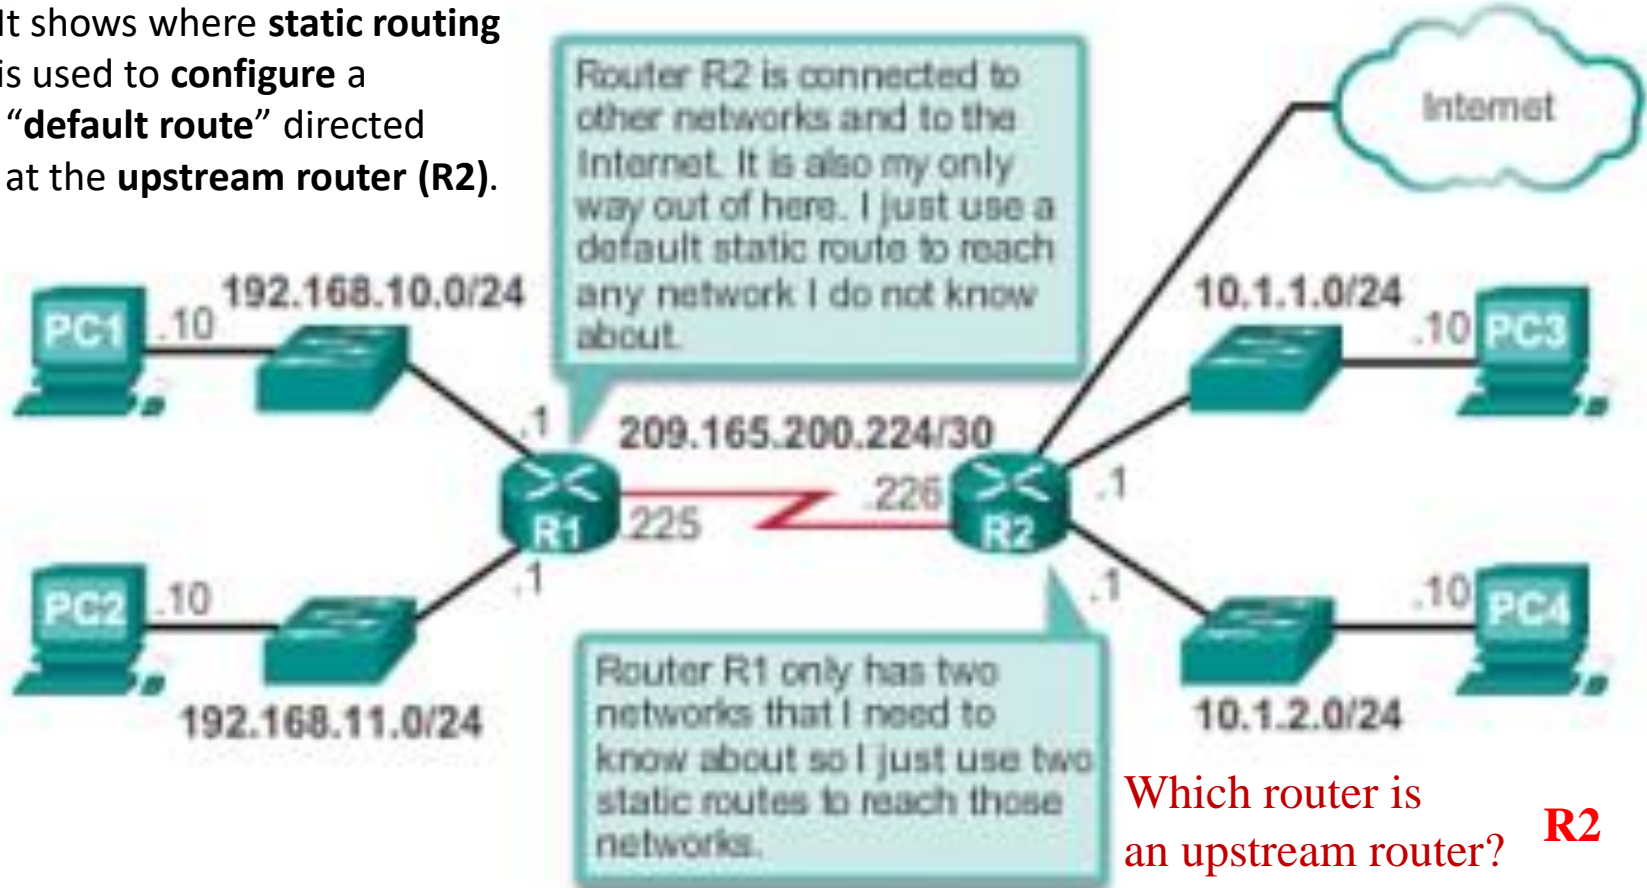 It shows where static routing
is used to configure a
“default route” directed
at the upstream router (R2).
Router R2 is connected to
other networks and to the
Internet. It is also my only
way out of here. I just use a
default static route to reach
any network I do not know
about.
Internet
PC1
.10
192.168.10.0/24
.1
10.1.1.0/24
.10
PC3
209.165.200.224/30
R1
.225
.226
R2
.1
PC2
.10
.1
192.168.11.0/24
.1
.10
PC4
10.1.2.0/24
Router R1 only has two
networks that I need to
know about so I just use two
static routes to reach those
networks.
Which router is
an upstream router?
R2